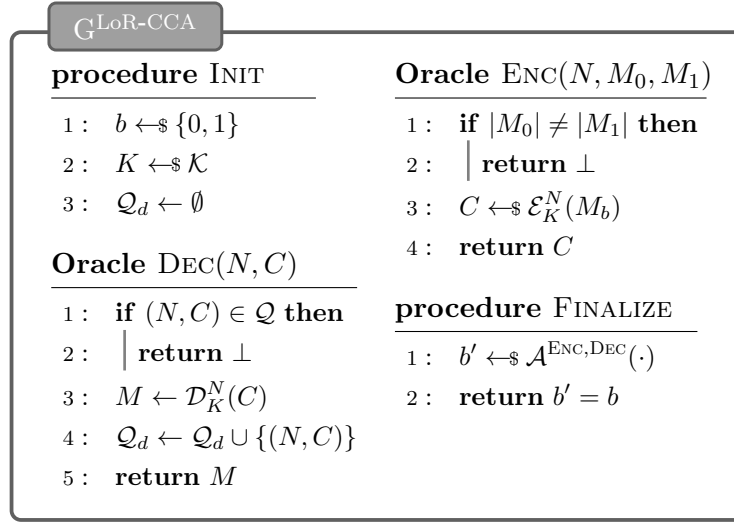 G^LoR-CCA
procedure INIT
1 : b ←$ {0, 1}
2 : K ←$ 𝒦
3 : 𝒬_d ← ∅
Oracle DEC(N, C)
1 : if (N, C) ∈ 𝒬 then
2 : return ⊥
3 : M ← 𝒟_K^N(C)
4 : 𝒬_d ← 𝒬_d ∪ {(N, C)}
5 : return M
Oracle ENC(N, M_0, M_1)
1 : if |M_0| ≠ |M_1| then
2 : return ⊥
3 : C ←$ ℰ_K^N(M_b)
4 : return C
procedure FINALIZE
1 : b′ ←$ 𝒜^ENC,DEC(·)
2 : return b′ = b